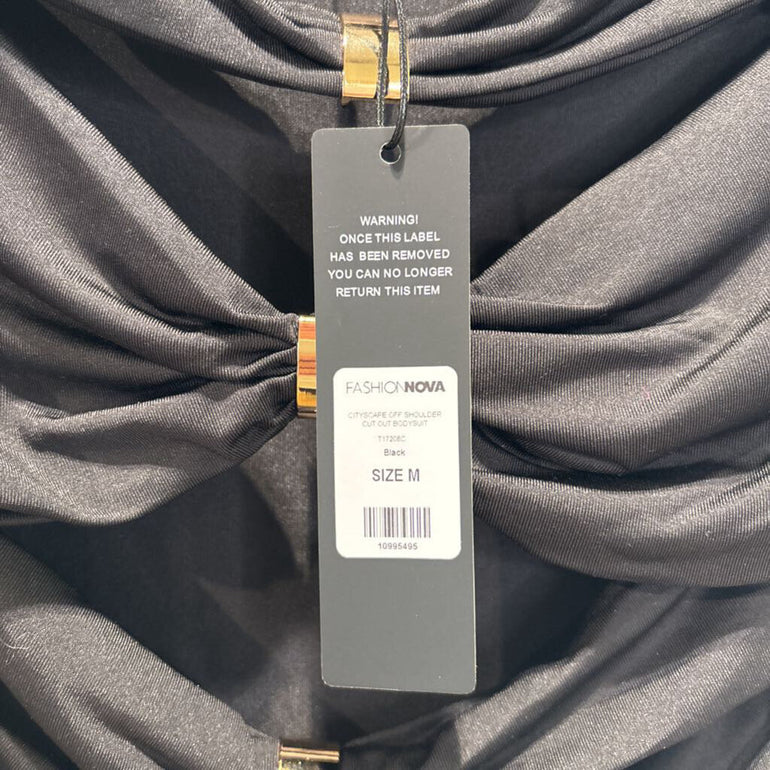 WARNING!
ONCE THIS LABEL
HAS BEEN REMOVED
YOU CAN NO LONGER
RETURN THIS ITEM
FASHIONNOVA
CITYSCAPE OFF SHOULDER
CUT OUT BODYSUIT
T17208C
Black
SIZE M
10995495